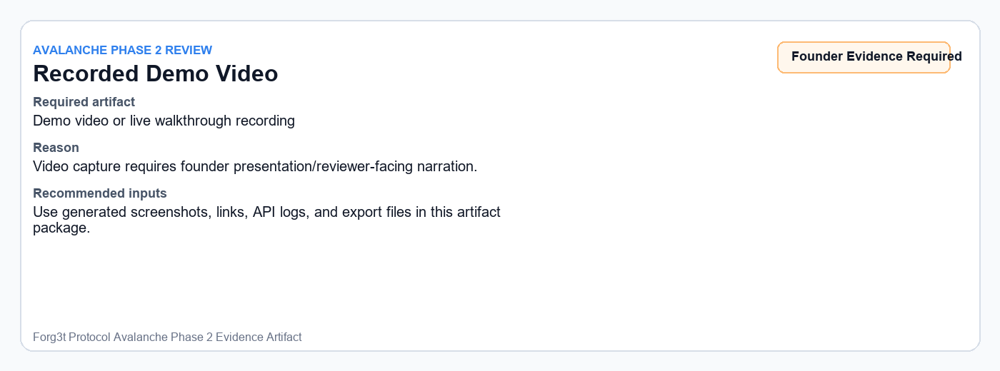 AVALANCHE PHASE 2 REVIEW
Founder Evidence Required
Recorded Demo Video
Required artifact
Demo video or live walkthrough recording
Reason
Video capture requires founder presentation/reviewer-facing narration.
Recommended inputs
Use generated screenshots, links, API logs, and export files in this artifact
package.
Forg3t Protocol Avalanche Phase 2 Evidence Artifact